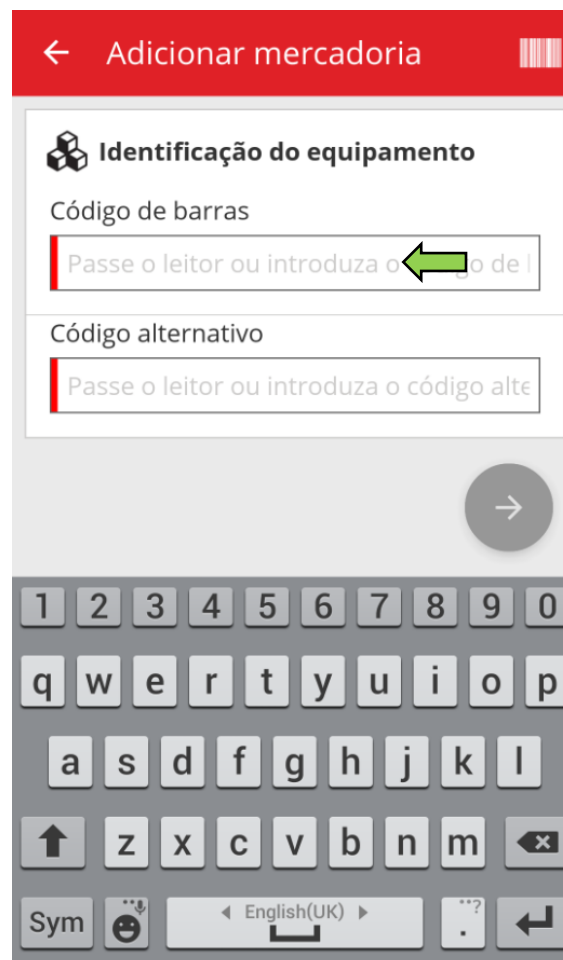 Adicionar mercadoria
Identificação do equipamento
Código de barras
Passe o leitor ou introduza o de
Código alternativo
Passe o leitor ou introduza o código alte
1 2 3 4 5 6 7 8 9 0
q w e r t y u i o p
a s d f g h j k l
z x c v b n m
Sym English(UK) . ?